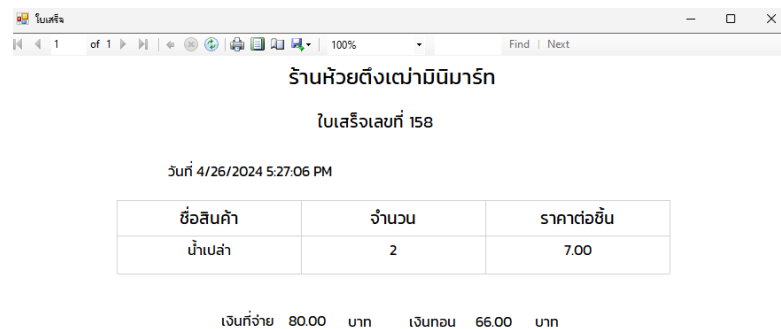 ใบเสร็จ
1 of 1 100% Find | Next
ร้านห้วยตึงเฒ่ามินิมาร์ท
ใบเสร็จเลขที่ 158
วันที่ 4/26/2024 5:27:06 PM
ชื่อสินค้า จำนวน ราคาต่อชิ้น
น้ำเปล่า 2 7.00
เงินที่จ่าย 80.00 บาท เงินทอน 66.00 บาท